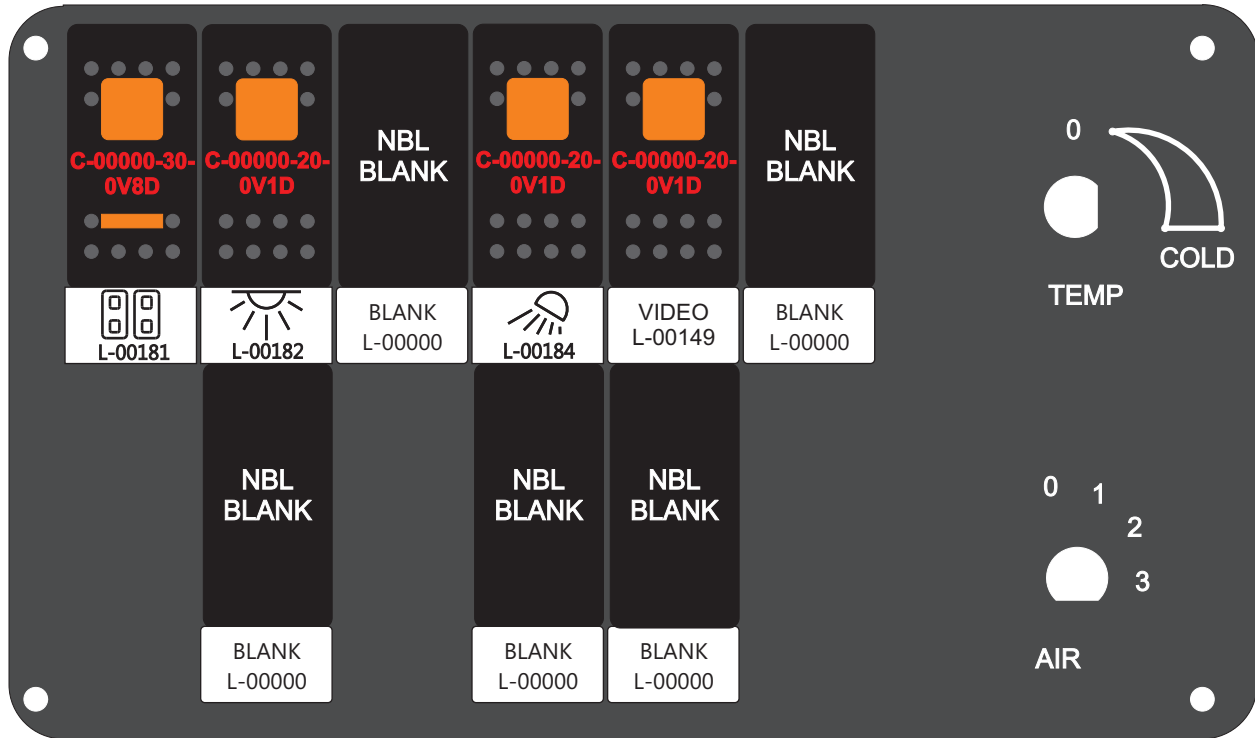 C-00000-30-
0V8D
C-00000-20-
0V1D
NBL
BLANK
C-00000-20-
0V1D
C-00000-20-
0V1D
NBL
BLANK
L-00181
L-00182
BLANK
L-00000
L-00184
VIDEO
L-00149
BLANK
L-00000
0
COLD
TEMP
NBL
BLANK
NBL
BLANK
NBL
BLANK
BLANK
L-00000
BLANK
L-00000
BLANK
L-00000
0
1
2
3
AIR